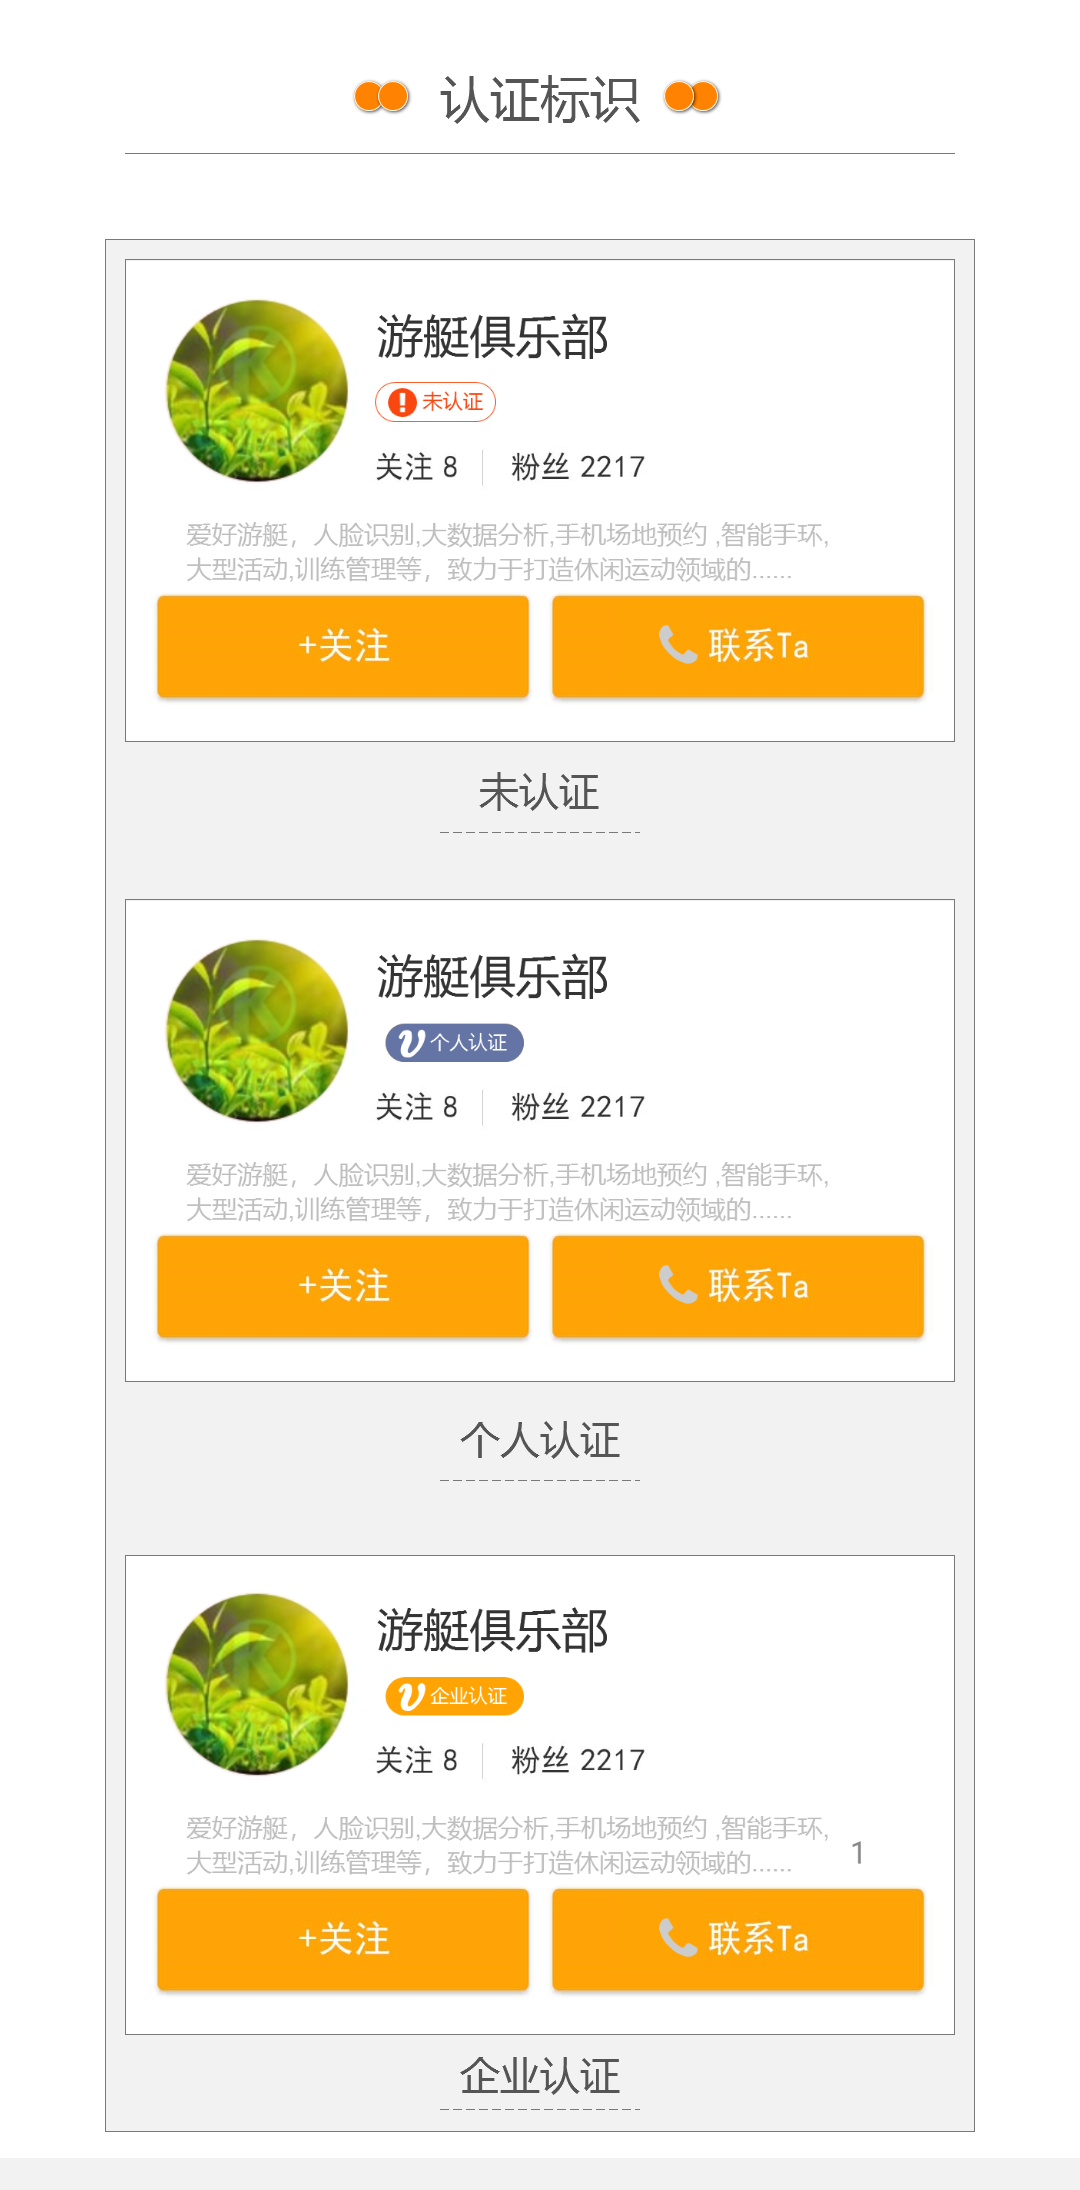 认证标识
游艇俱乐部
未认证
关注 8 粉丝 2217
爱好游艇，人脸识别,大数据分析,手机场地预约 ,智能手环,
大型活动,训练管理等，致力于打造休闲运动领域的......
+关注 联系Ta
未认证
游艇俱乐部
V 个人认证
关注 8 粉丝 2217
爱好游艇，人脸识别,大数据分析,手机场地预约 ,智能手环,
大型活动,训练管理等，致力于打造休闲运动领域的......
+关注 联系Ta
个人认证
游艇俱乐部
V 企业认证
关注 8 粉丝 2217
爱好游艇，人脸识别,大数据分析,手机场地预约 ,智能手环,
大型活动,训练管理等，致力于打造休闲运动领域的......
1
+关注 联系Ta
企业认证